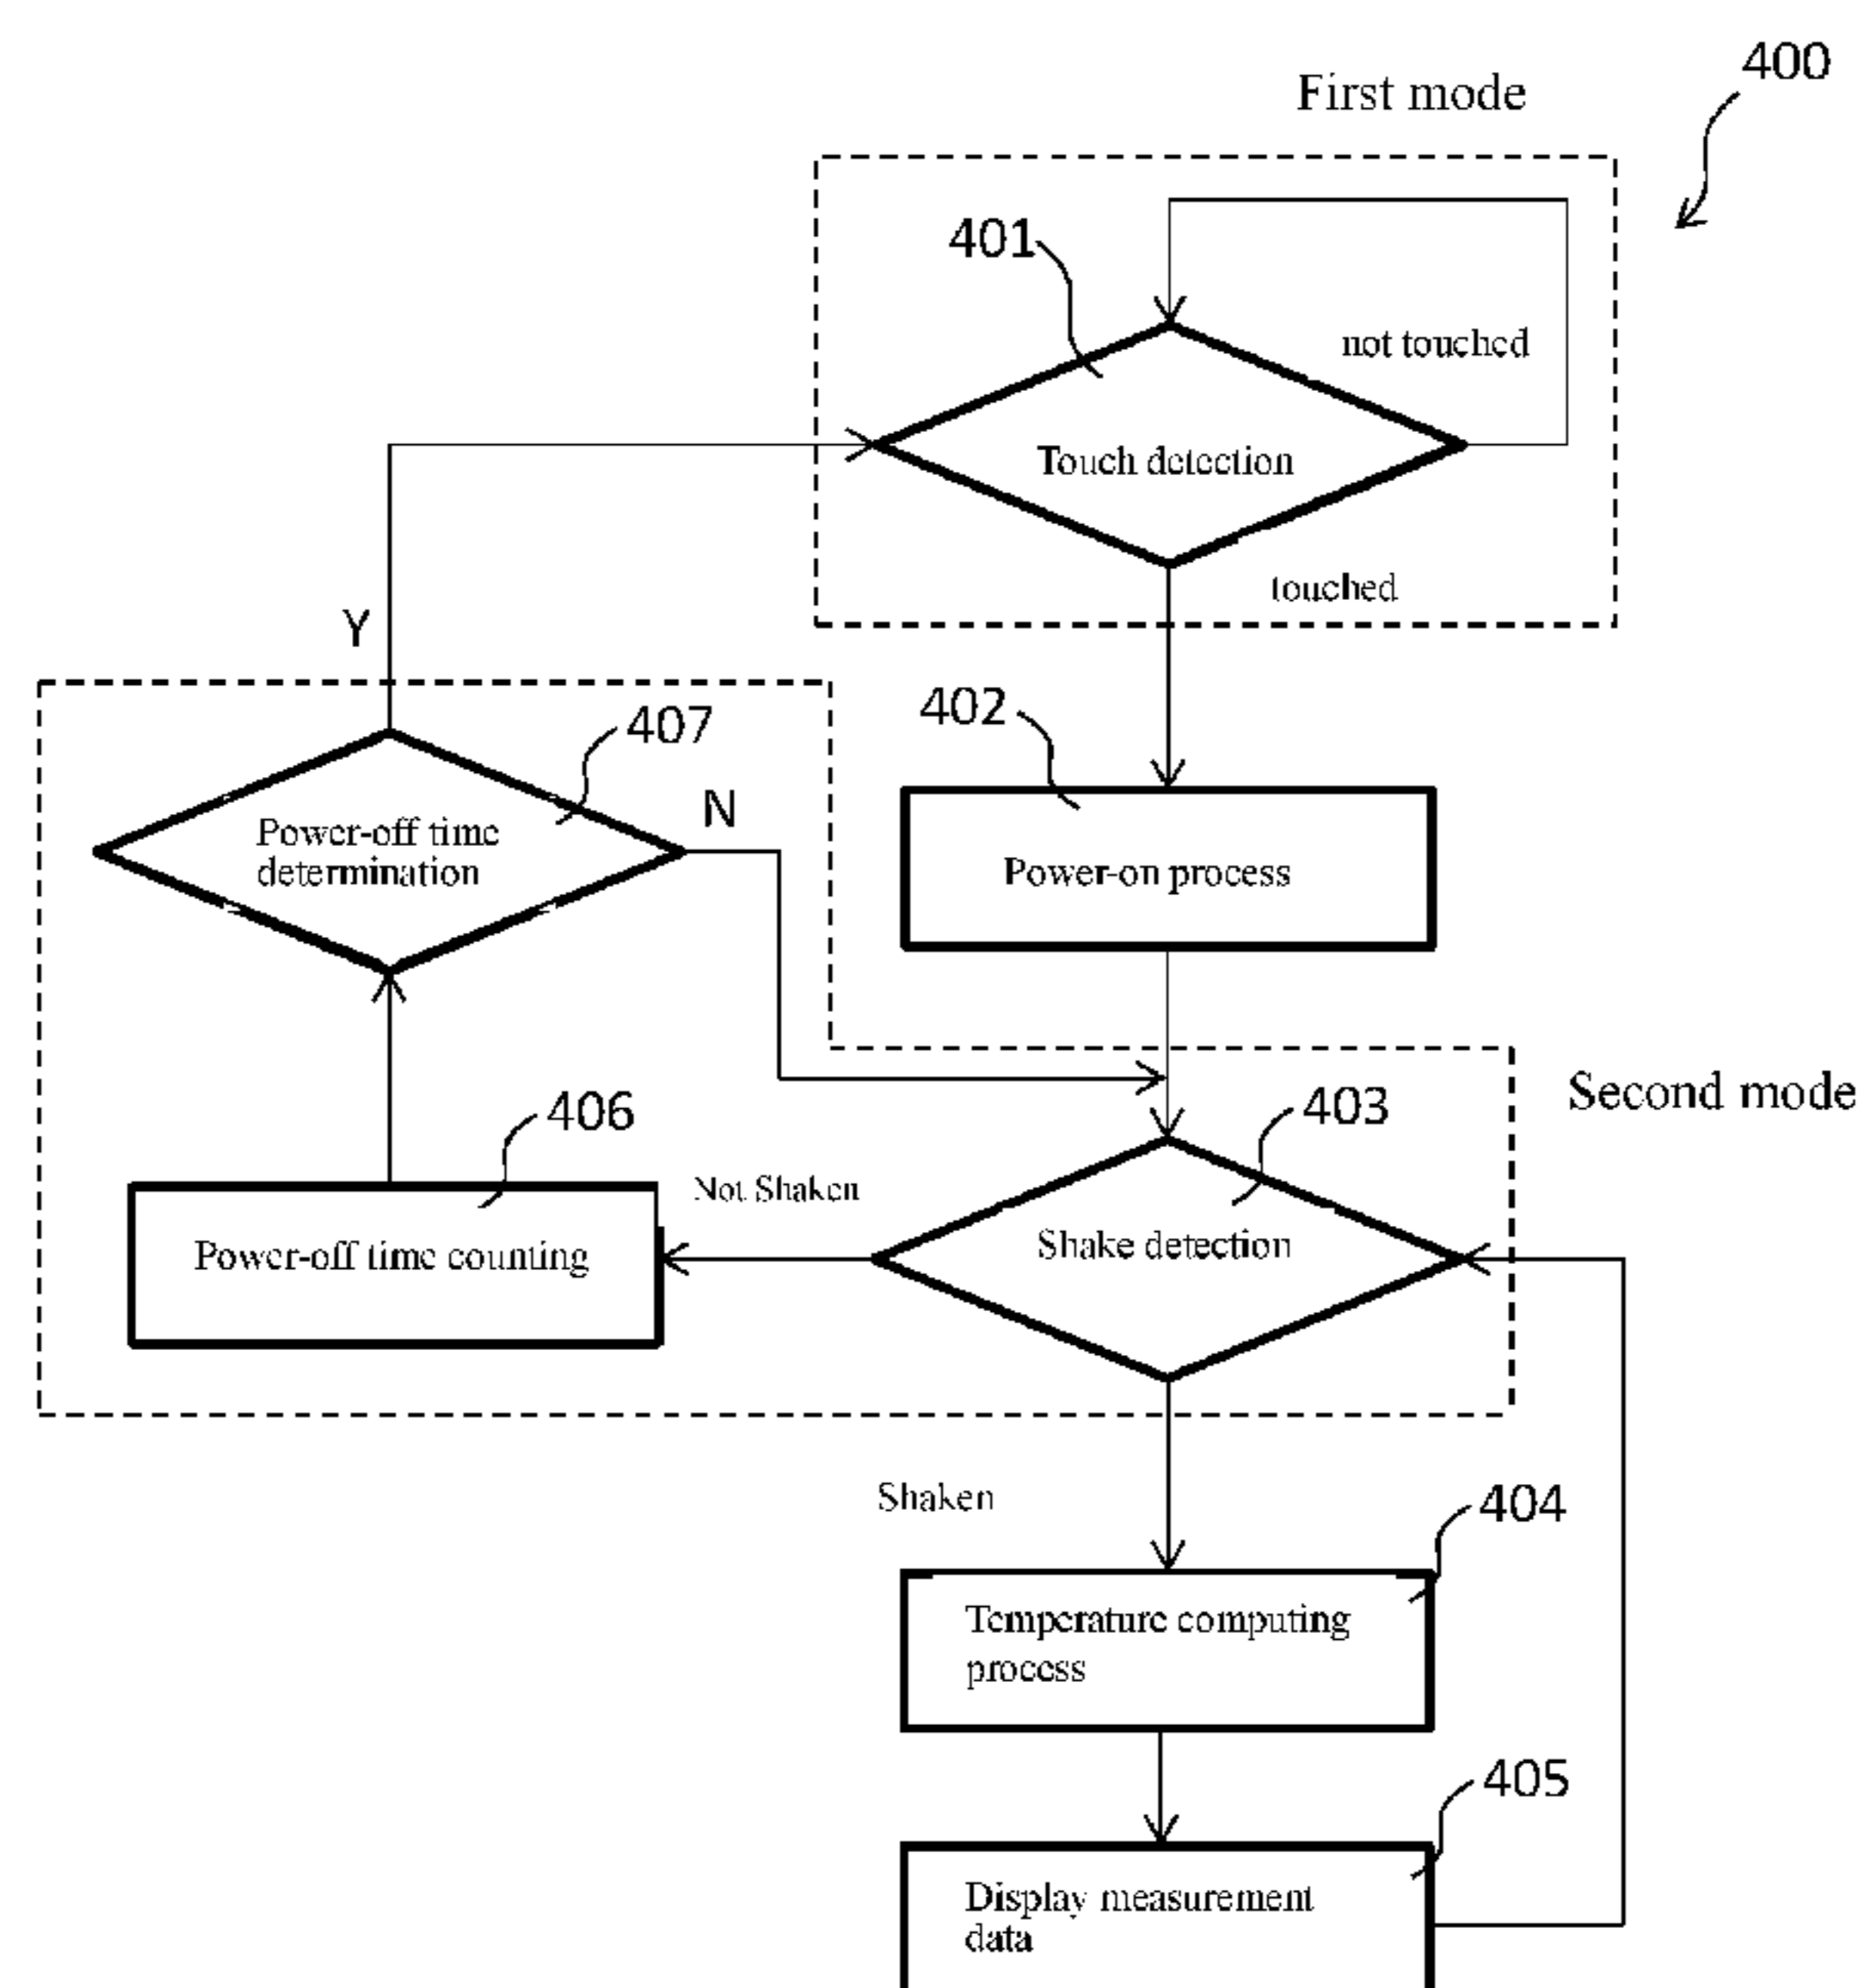 400
First mode
401
not touched
Touch detection
touched
Y
402
407
N
Power-off time
determination
Power-on process
Second mode
403
406
Not Shaken
Shake detection
Power-off time counting
Shaken
404
Temperature computing
process
405
Display measurement
data